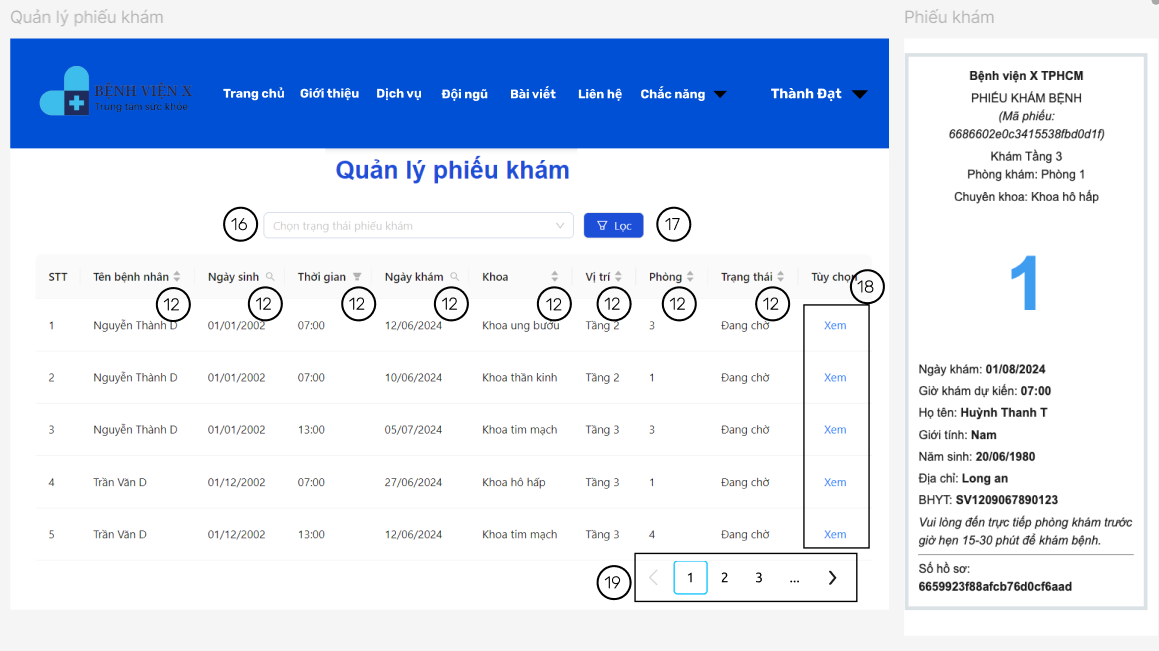 Quản lý phiếu khám
BỆNH VIỆN X
Trung tâm sức khỏe
Trang chủ Giới thiệu Dịch vụ Đội ngũ Bài viết Liên hệ Chắc năng Thành Đạt
Quản lý phiếu khám
16 Chọn trạng thái phiếu khám Lọc 17
STT Tên bệnh nhân Ngày sinh Thời gian Ngày khám Khoa Vị trí Phòng Trạng thái Tùy chọn 18
12 12 12 12 12 12 12 12
1 Nguyễn Thành D 01/01/2002 07:00 12/06/2024 Khoa ung bướu Tầng 2 3 Đang chờ Xem
2 Nguyễn Thành D 01/01/2002 07:00 10/06/2024 Khoa thần kinh Tầng 2 1 Đang chờ Xem
3 Nguyễn Thành D 01/01/2002 13:00 05/07/2024 Khoa tim mạch Tầng 3 3 Đang chờ Xem
4 Trần Văn D 01/12/2002 07:00 27/06/2024 Khoa hô hấp Tầng 3 1 Đang chờ Xem
5 Trần Văn D 01/12/2002 13:00 12/06/2024 Khoa tim mạch Tầng 3 4 Đang chờ Xem
19 1 2 3 ...
Phiếu khám
Bệnh viện X TPHCM
PHIẾU KHÁM BỆNH
(Mã phiếu:
6686602e0c3415538fbd0d1f)
Khám Tầng 3
Phòng khám: Phòng 1
Chuyên khoa: Khoa hô hấp
1
Ngày khám: 01/08/2024
Giờ khám dự kiến: 07:00
Họ tên: Huỳnh Thanh T
Giới tính: Nam
Năm sinh: 20/06/1980
Địa chỉ: Long an
BHYT: SV1209067890123
Vui lòng đến trực tiếp phòng khám trước
giờ hẹn 15-30 phút để khám bệnh.
Số hồ sơ:
6659923f88afcb76d0cf6aad